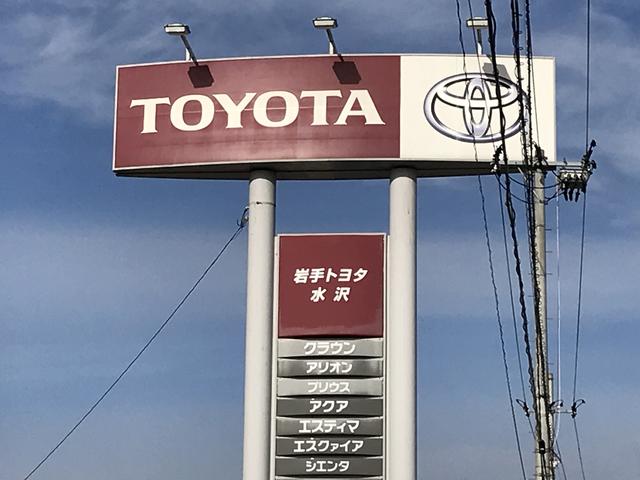 TOYOTA
岩手トヨタ
水沢
クラウン
アリオン
プリウス
アクア
エスティマ
エスクァイア
シエンタ